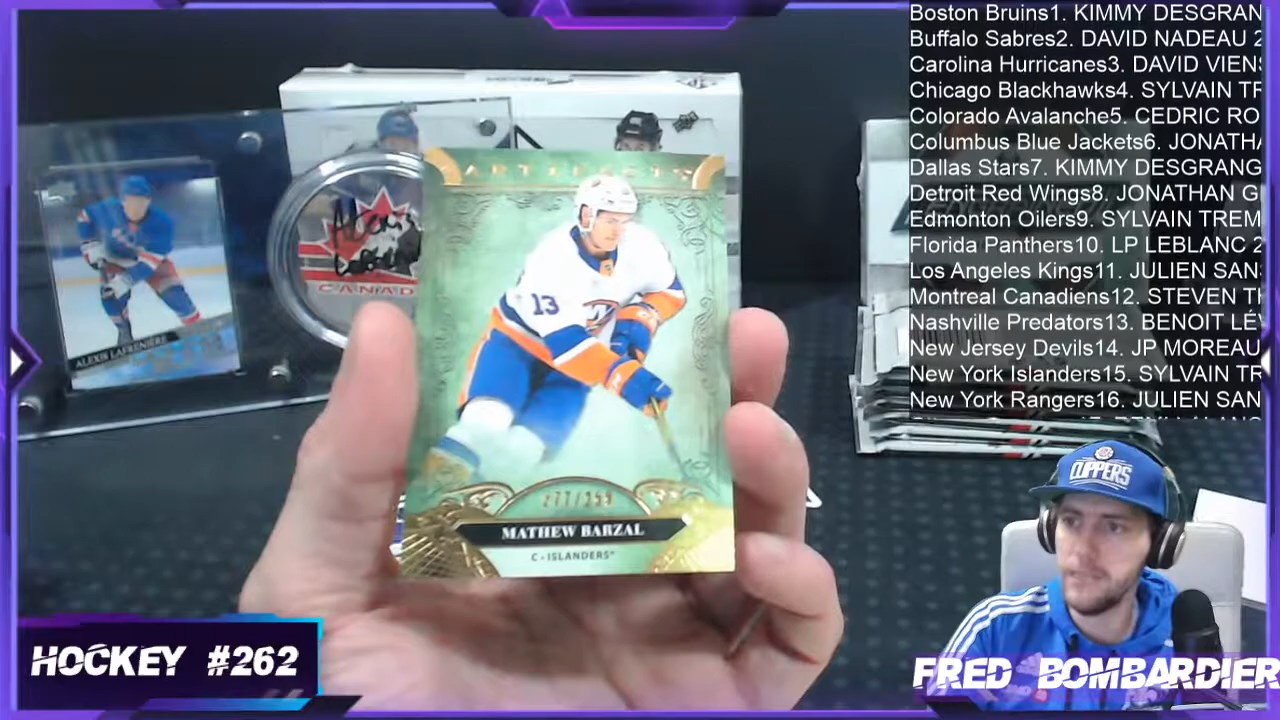 Boston Bruins1. KIMMY DESGRAN
Buffalo Sabres2. DAVID NADEAU 2
Carolina Hurricanes3. DAVID VIENS
Chicago Blackhawks4. SYLVAIN TR
Colorado Avalanche5. CEDRIC RO
Columbus Blue Jackets6. JONATHA
Dallas Stars7. KIMMY DESGRANG
Detroit Red Wings8. JONATHAN G
Edmonton Oilers9. SYLVAIN TREM
Florida Panthers10. LP LEBLANC 2
Los Angeles Kings11. JULIEN SAN
Montreal Canadiens12. STEVEN TH
Nashville Predators13. BENOIT LÉV
New Jersey Devils14. JP MOREAU
New York Islanders15. SYLVAIN TR
New York Rangers16. JULIEN SAN
ARTIFACTS
13
MATHEW BARZAL
C - ISLANDERS
ALEXIS LAFRENIÈRE
CANADA
CLIPPERS
HOCKEY #262
FRED BOMBARDIER